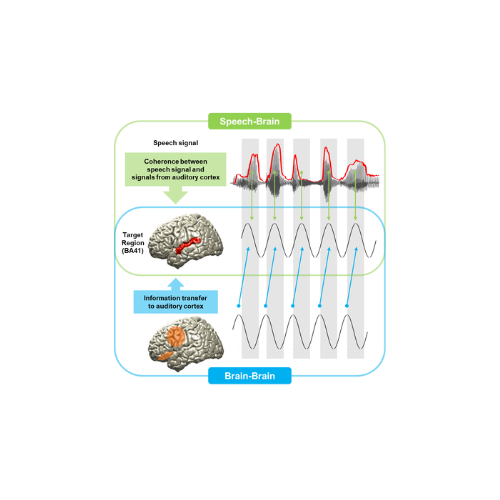 Speech-Brain
Speech signal
Coherence between
speech signal and
signals from auditory cortex
Target
Region
(BA41)
Information transfer
to auditory cortex
Brain-Brain